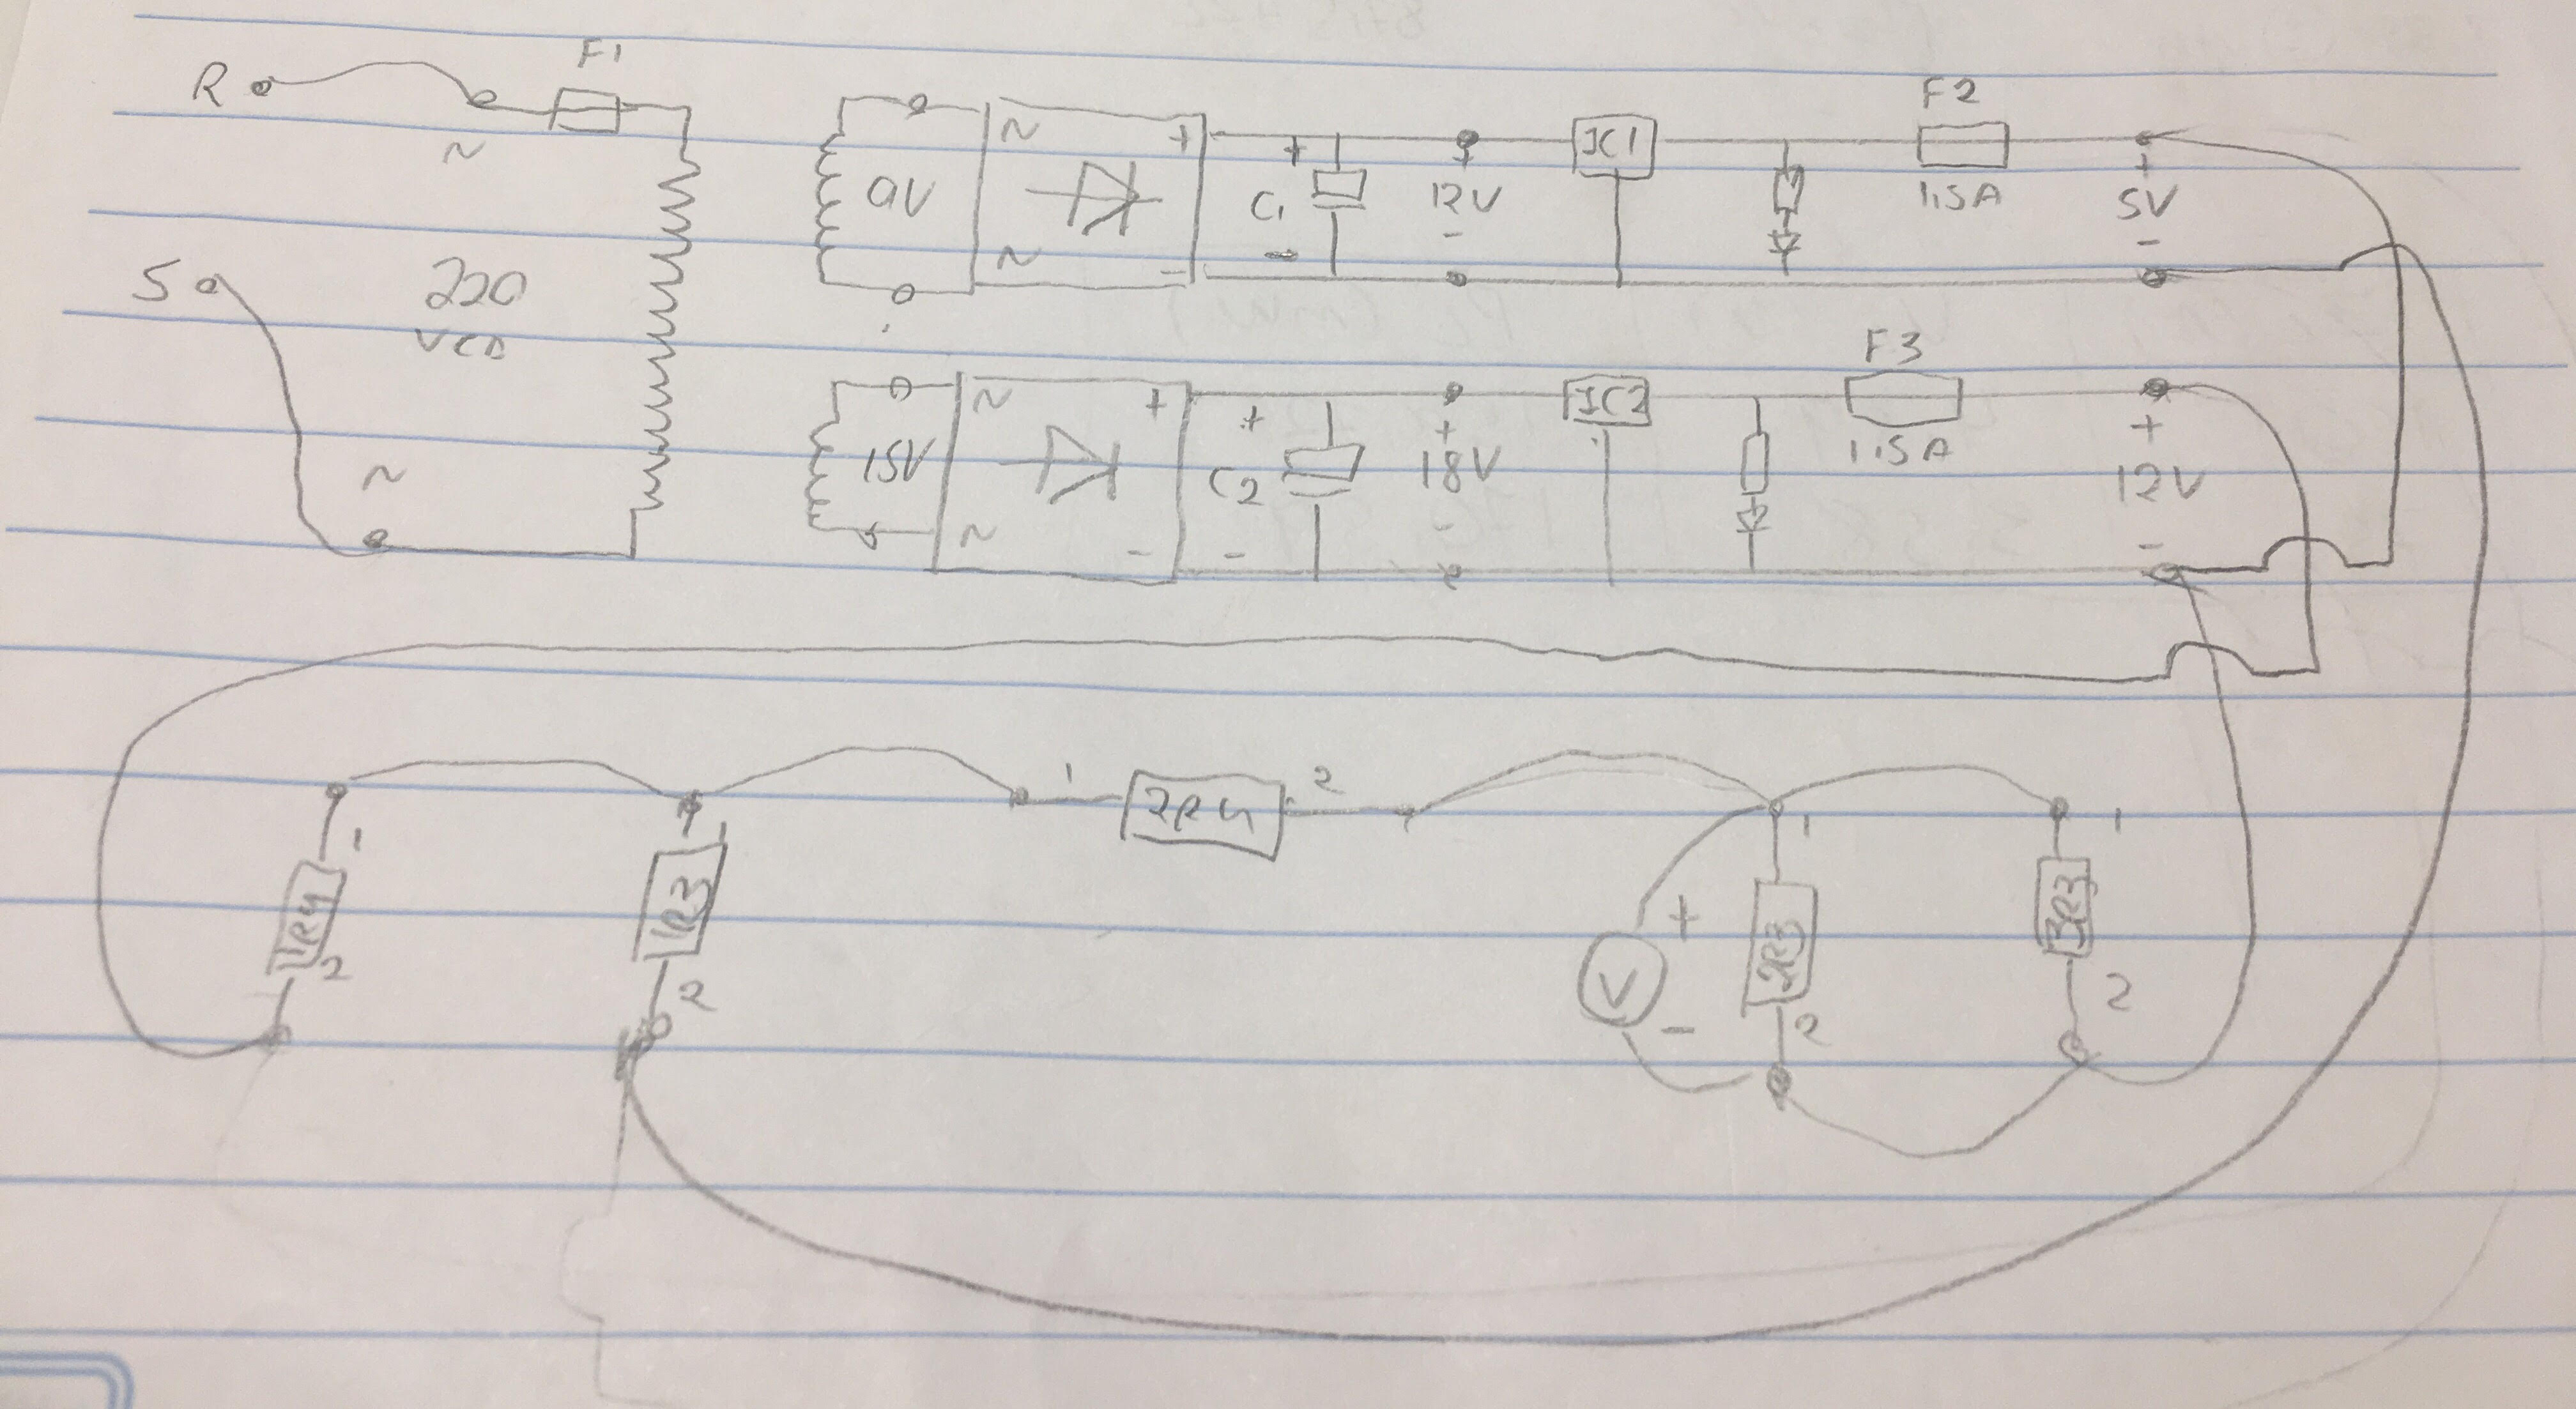 F1
R
~
F2
~ + + + IC1 +
9V C1 12V 1.5A 5V
~ - - - -
S
220
VCA
F3
~ + + + IC2 +
15V C2 18V 1.5A 12V
~ ~ - - - -
1 2R4 2
1 1 1
1R4 1R3 + 2R3 3R3
2 2 V 2
- 2